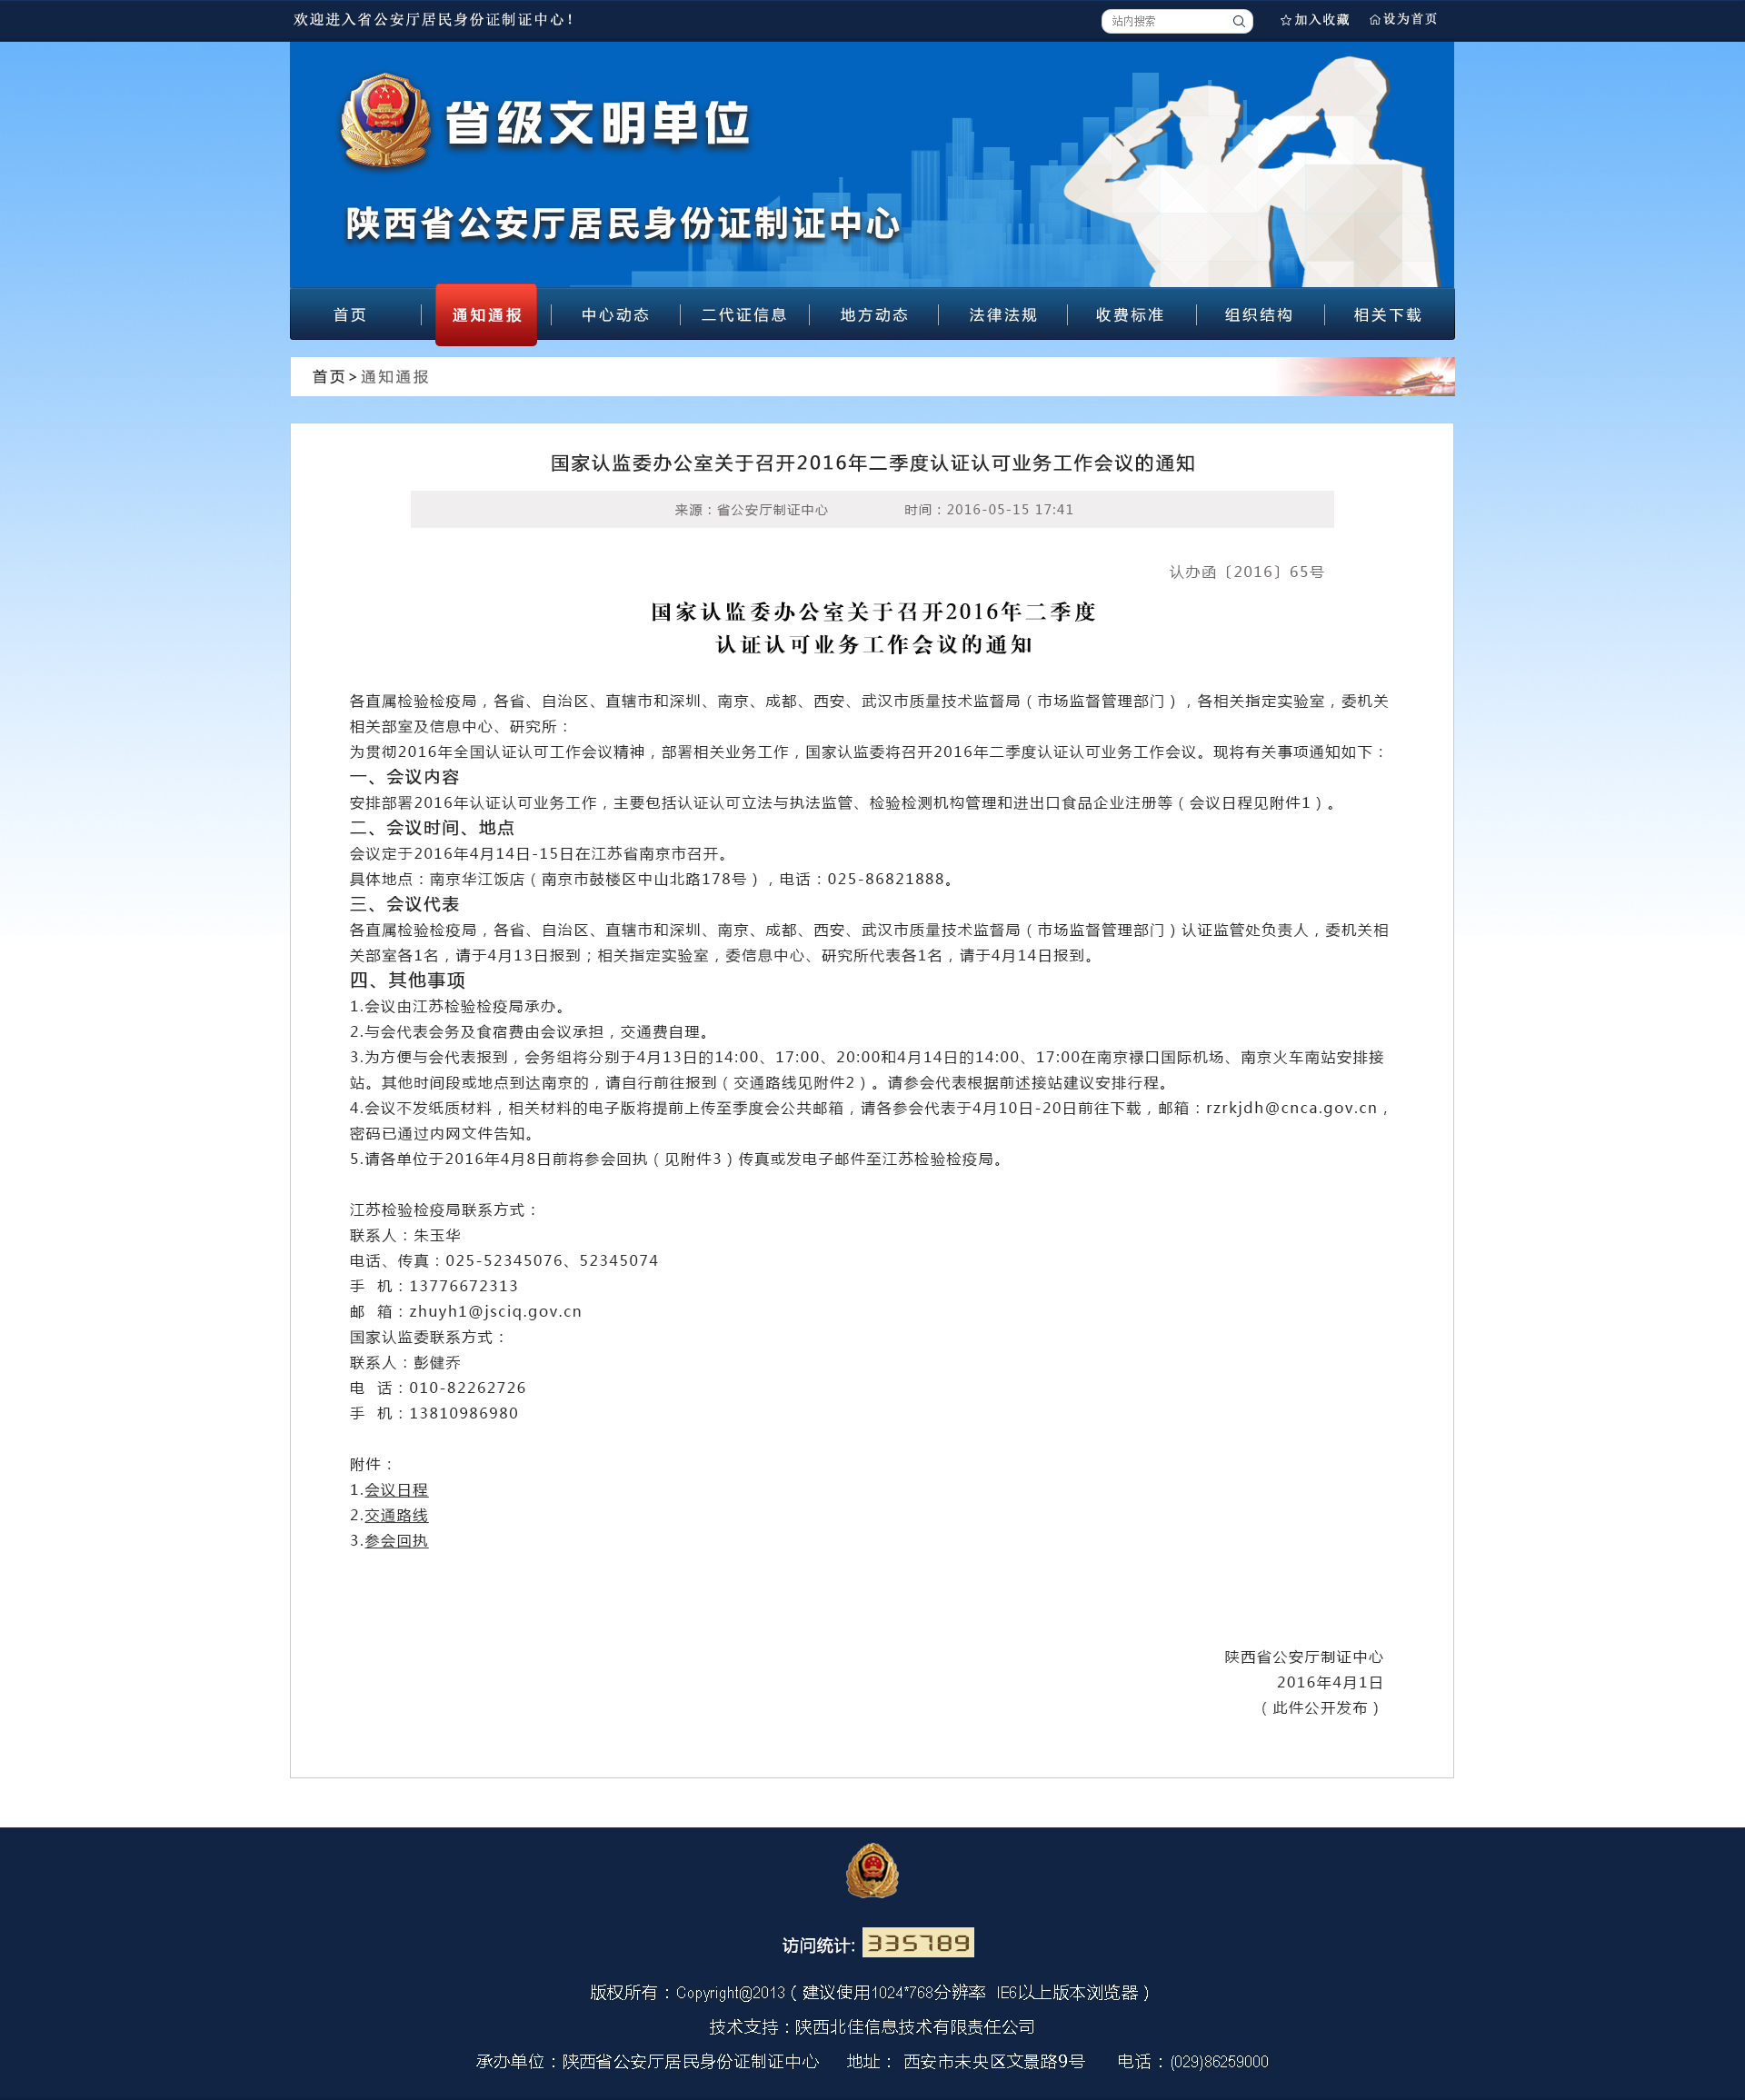 欢迎进入省公安厅居民身份证制证中心！
站内搜索
加入收藏
设为首页
省级文明单位
陕西省公安厅居民身份证制证中心
首页
通知通报
中心动态
二代证信息
地方动态
法律法规
收费标准
组织结构
相关下载
首页>通知通报
国家认监委办公室关于召开2016年二季度认证认可业务工作会议的通知
来源：省公安厅制证中心 时间：2016-05-15 17:41
认办函〔2016〕65号
国家认监委办公室关于召开2016年二季度
认证认可业务工作会议的通知
各直属检验检疫局，各省、自治区、直辖市和深圳、南京、成都、西安、武汉市质量技术监督局（市场监督管理部门），各相关指定实验室，委机关
相关部室及信息中心、研究所：
为贯彻2016年全国认证认可工作会议精神，部署相关业务工作，国家认监委将召开2016年二季度认证认可业务工作会议。现将有关事项通知如下：
一、会议内容
安排部署2016年认证认可业务工作，主要包括认证认可立法与执法监管、检验检测机构管理和进出口食品企业注册等（会议日程见附件1）。
二、会议时间、地点
会议定于2016年4月14日-15日在江苏省南京市召开。
具体地点：南京华江饭店（南京市鼓楼区中山北路178号），电话：025-86821888。
三、会议代表
各直属检验检疫局，各省、自治区、直辖市和深圳、南京、成都、西安、武汉市质量技术监督局（市场监督管理部门）认证监管处负责人，委机关相
关部室各1名，请于4月13日报到；相关指定实验室，委信息中心、研究所代表各1名，请于4月14日报到。
四、其他事项
1.会议由江苏检验检疫局承办。
2.与会代表会务及食宿费由会议承担，交通费自理。
3.为方便与会代表报到，会务组将分别于4月13日的14:00、17:00、20:00和4月14日的14:00、17:00在南京禄口国际机场、南京火车南站安排接
站。其他时间段或地点到达南京的，请自行前往报到（交通路线见附件2）。请参会代表根据前述接站建议安排行程。
4.会议不发纸质材料，相关材料的电子版将提前上传至季度会公共邮箱，请各参会代表于4月10日-20日前往下载，邮箱：rzrkjdh@cnca.gov.cn，
密码已通过内网文件告知。
5.请各单位于2016年4月8日前将参会回执（见附件3）传真或发电子邮件至江苏检验检疫局。
江苏检验检疫局联系方式：
联系人：朱玉华
电话、传真：025-52345076、52345074
手 机：13776672313
邮 箱：zhuyh1@jsciq.gov.cn
国家认监委联系方式：
联系人：彭健乔
电 话：010-82262726
手 机：13810986980
附件：
1.会议日程
2.交通路线
3.参会回执
陕西省公安厅制证中心
2016年4月1日
（此件公开发布）
访问统计: 335789
版权所有：Copyright@2013（建议使用1024*768分辨率 IE6以上版本浏览器）
技术支持：陕西北佳信息技术有限责任公司
承办单位：陕西省公安厅居民身份证制证中心 地址： 西安市未央区文景路9号 电话：(029)86259000